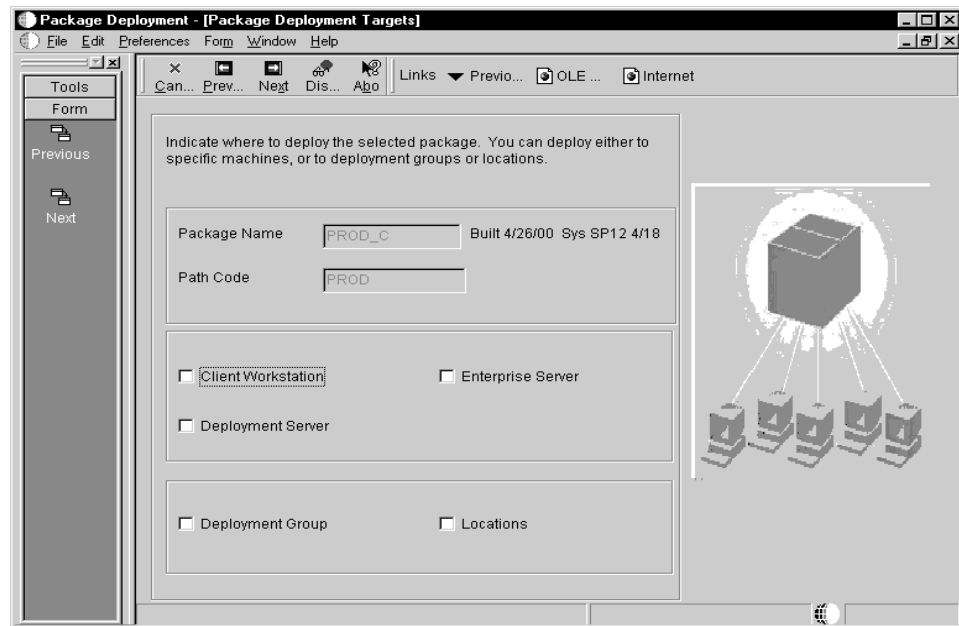 Package Deployment - [Package Deployment Targets]
File Edit Preferences Form Window Help
Can... Prev... Next Dis... Abo Links Previo... OLE ... Internet
Tools
Form
Previous
Next
Indicate where to deploy the selected package. You can deploy either to
specific machines, or to deployment groups or locations.
Package Name PROD_C Built 4/26/00 Sys SP12 4/18
Path Code PROD
Client Workstation Enterprise Server
Deployment Server
Deployment Group Locations